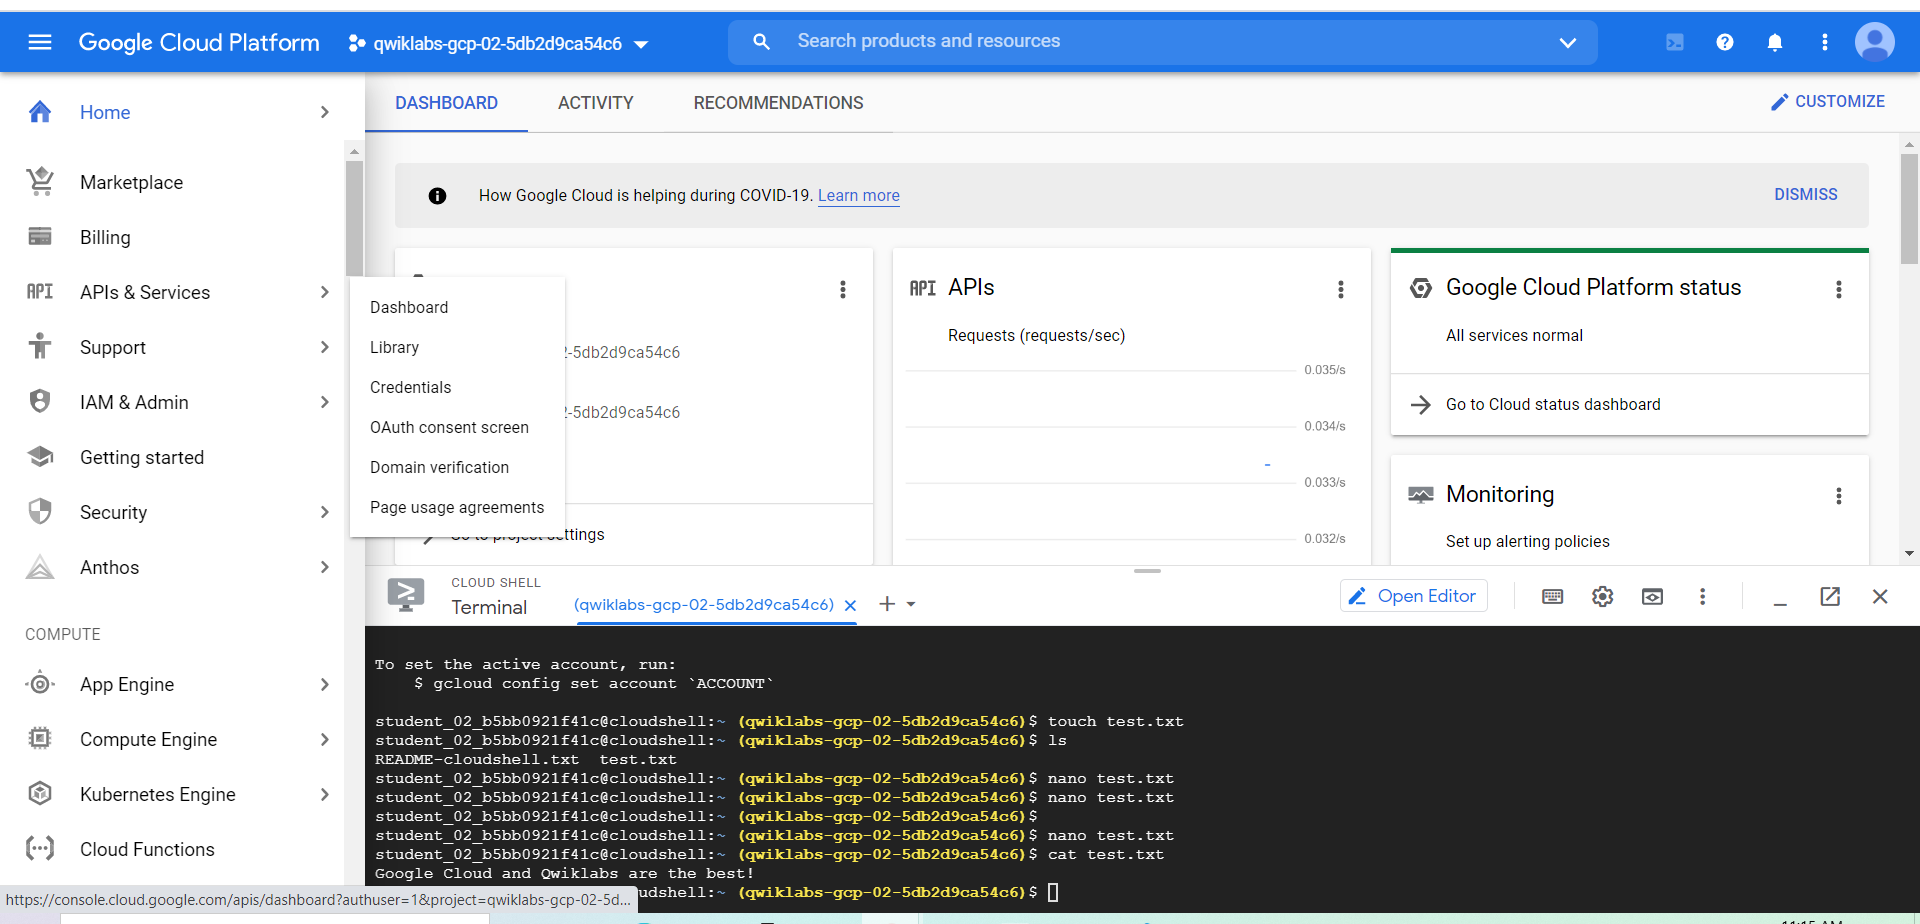 Google Cloud Platform
qwiklabs-gcp-02-5db2d9ca54c6
Search products and resources
Home
Marketplace
Billing
API
APIs & Services
Support
IAM & Admin
Getting started
Security
Anthos
COMPUTE
App Engine
Compute Engine
Kubernetes Engine
Cloud Functions
https://console.cloud.google.com/apis/dashboard?authuser=1&project=qwiklabs-gcp-02-5d...
Dashboard
Library
Credentials
OAuth consent screen
Domain verification
Page usage agreements
DASHBOARD
ACTIVITY
RECOMMENDATIONS
CUSTOMIZE
How Google Cloud is helping during COVID-19. Learn more
DISMISS
2-5db2d9ca54c6
2-5db2d9ca54c6
Go to project settings
API
APIs
Requests (requests/sec)
0.035/s
0.034/s
0.033/s
0.032/s
Google Cloud Platform status
All services normal
Go to Cloud status dashboard
Monitoring
Set up alerting policies
CLOUD SHELL
Terminal
(qwiklabs-gcp-02-5db2d9ca54c6)
Open Editor
To set the active account, run:
$ gcloud config set account `ACCOUNT`
student_02_b5bb0921f41c@cloudshell:~ (qwiklabs-gcp-02-5db2d9ca54c6)$ touch test.txt
student_02_b5bb0921f41c@cloudshell:~ (qwiklabs-gcp-02-5db2d9ca54c6)$ ls
README-cloudshell.txt  test.txt
student_02_b5bb0921f41c@cloudshell:~ (qwiklabs-gcp-02-5db2d9ca54c6)$ nano test.txt
student_02_b5bb0921f41c@cloudshell:~ (qwiklabs-gcp-02-5db2d9ca54c6)$ nano test.txt
student_02_b5bb0921f41c@cloudshell:~ (qwiklabs-gcp-02-5db2d9ca54c6)$
student_02_b5bb0921f41c@cloudshell:~ (qwiklabs-gcp-02-5db2d9ca54c6)$ nano test.txt
student_02_b5bb0921f41c@cloudshell:~ (qwiklabs-gcp-02-5db2d9ca54c6)$ cat test.txt
Google Cloud and Qwiklabs are the best!
cloudshell:~ (qwiklabs-gcp-02-5db2d9ca54c6)$